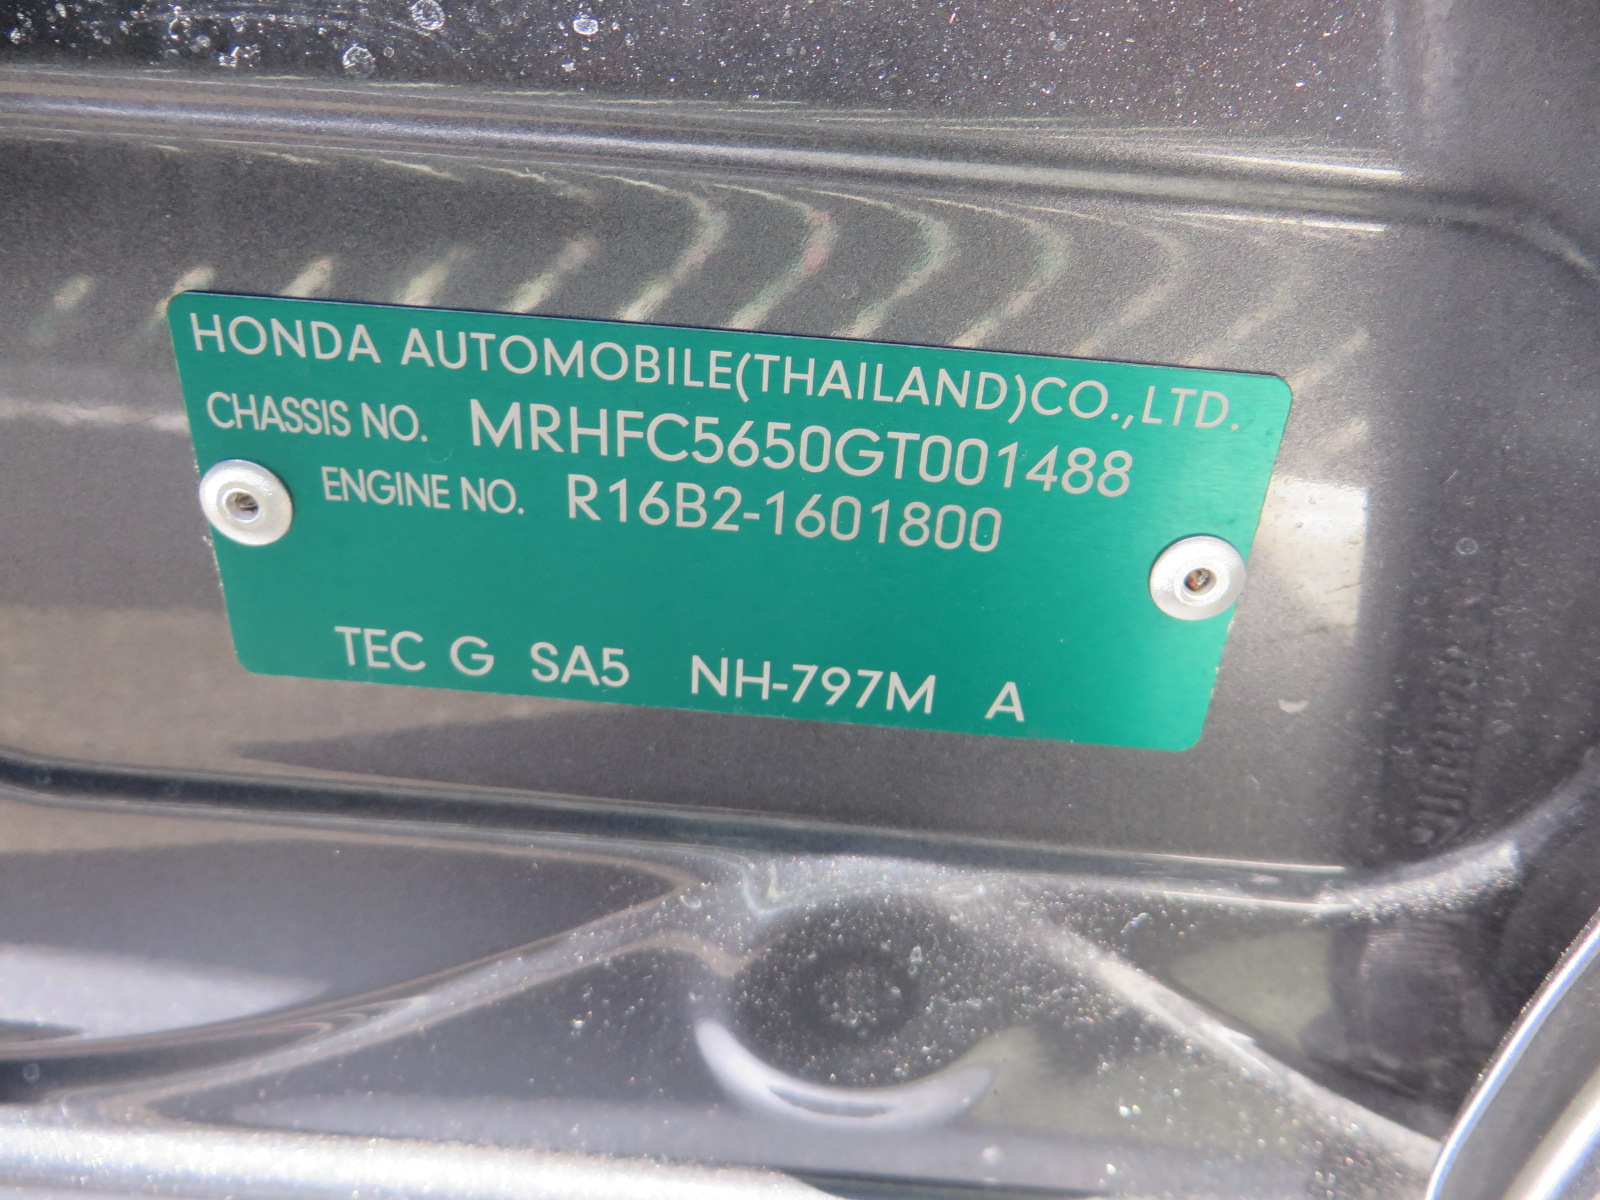 HONDA AUTOMOBILE(THAILAND)CO.,LTD.
CHASSIS NO. MRHFC5650GT001488
ENGINE NO. R16B2-1601800
TEC G SA5 NH-797M A